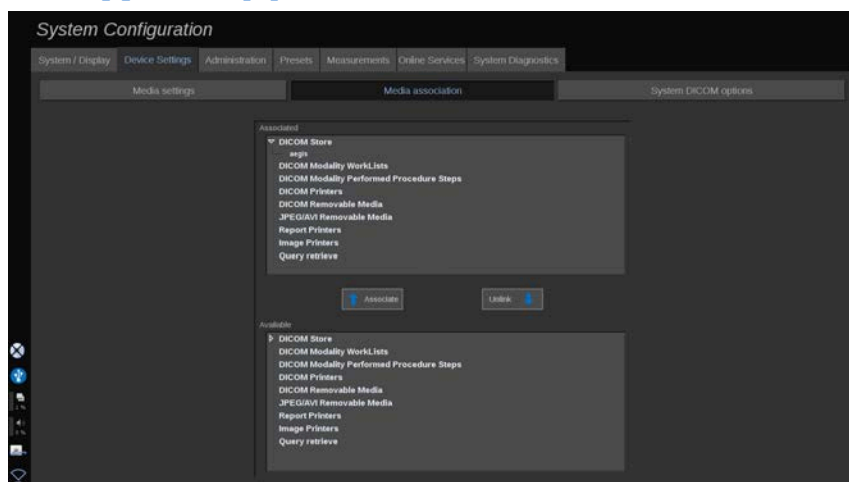 System Configuration
System / Display Device Settings Administration Presets Measurements Online Services System Diagnostics
Media settings Media association System DICOM options
Associated
DICOM Store
aegis
DICOM Modality WorkLists
DICOM Modality Performed Procedure Steps
DICOM Printers
DICOM Removable Media
JPEG/AVI Removable Media
Report Printers
Image Printers
Query retrieve
Associate Unlink
Available
DICOM Store
DICOM Modality WorkLists
DICOM Modality Performed Procedure Steps
DICOM Printers
DICOM Removable Media
JPEG/AVI Removable Media
Report Printers
Image Printers
Query retrieve